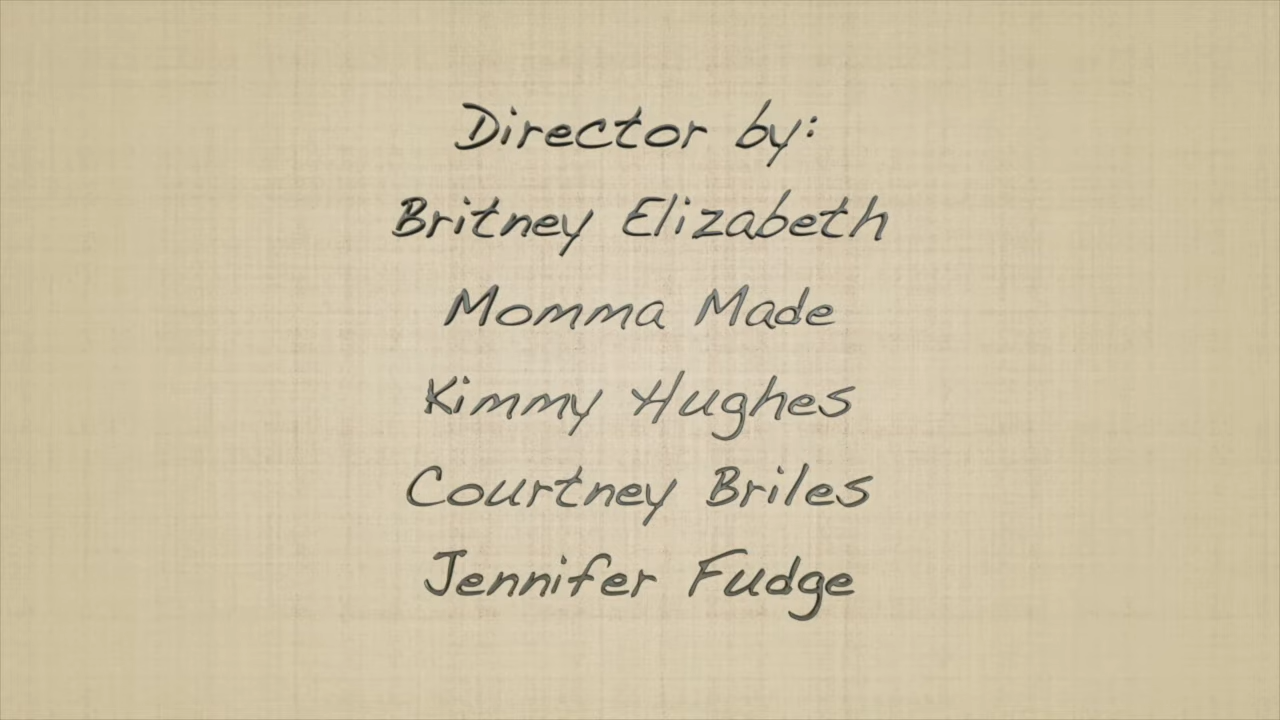 Director by:
Britney Elizabeth
Momma Made
Kimmy Hughes
Courtney Briles
Jennifer Fudge